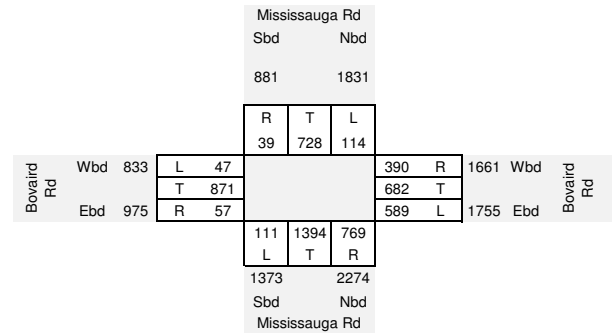 Mississauga Rd
Sbd Nbd
881 1831
R T L
39 728 114
Bovaird Rd Wbd 833 L 47 390 R 1661 Wbd Bovaird Rd
T 871 682 T
Ebd 975 R 57 589 L 1755 Ebd
111 1394 769
L T R
1373 2274
Sbd Nbd
Mississauga Rd